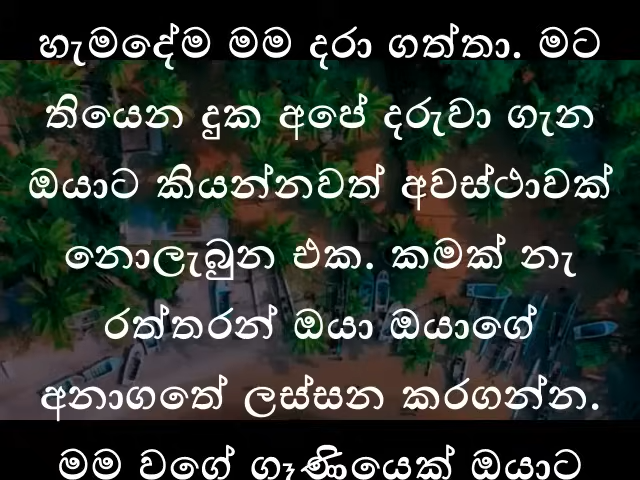 හැමදේම මම දරා ගත්තා. මට
තියෙන දුක අපේ දරුවා ගැන
ඔයාට කියන්නවත් අවස්ථාවක්
නොලැබුන එක. කමක් නැ
රත්තරන් ඔයා ඔයාගේ
අනාගතේ ලස්සන කරගන්න.
මම වගේ ගෑණියෙක් ඔයාට